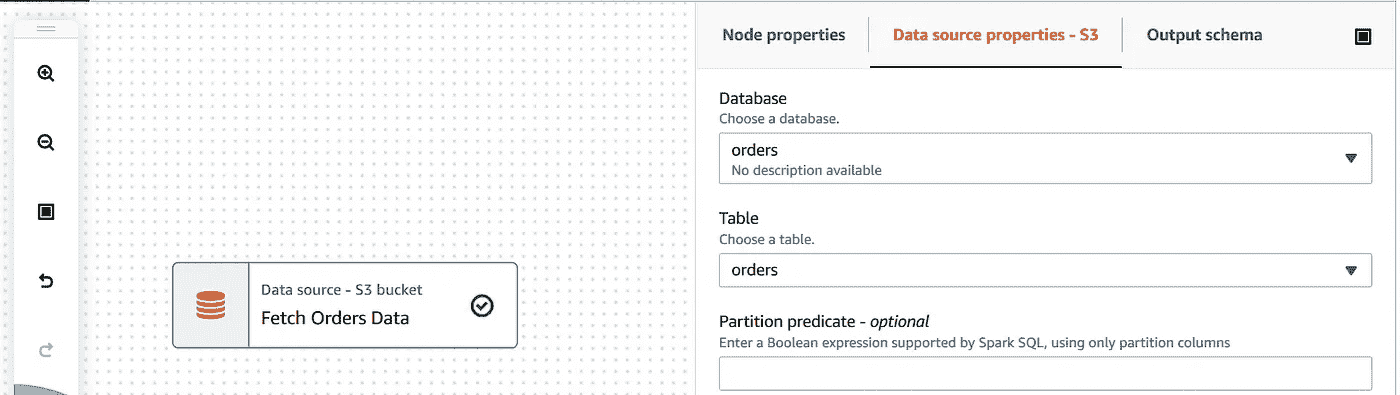 Node properties
Data source properties - S3
Output schema
Database
Choose a database.
orders
No description available
Table
Choose a table.
orders
Partition predicate - optional
Enter a Boolean expression supported by Spark SQL, using only partition columns
Data source - S3 bucket
Fetch Orders Data